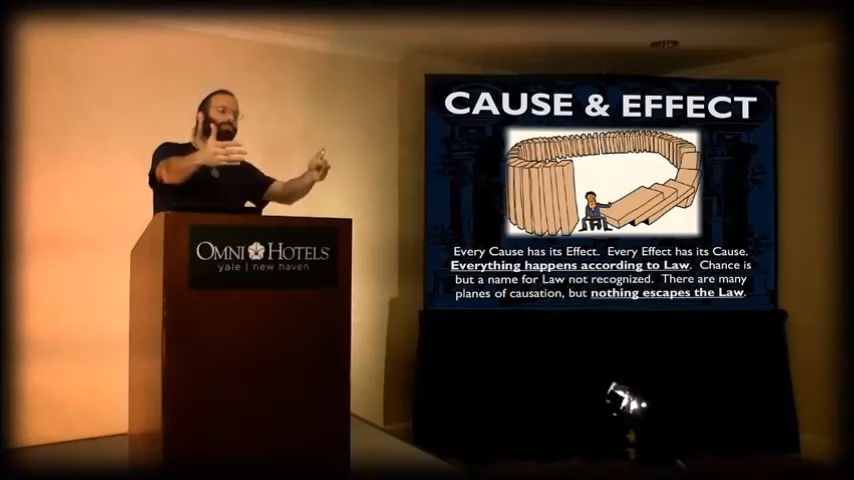 OMNI HOTELS®
yale | new haven
CAUSE & EFFECT
Every Cause has its Effect. Every Effect has its Cause.
Everything happens according to Law. Chance is
but a name for Law not recognized. There are many
planes of causation, but nothing escapes the Law.